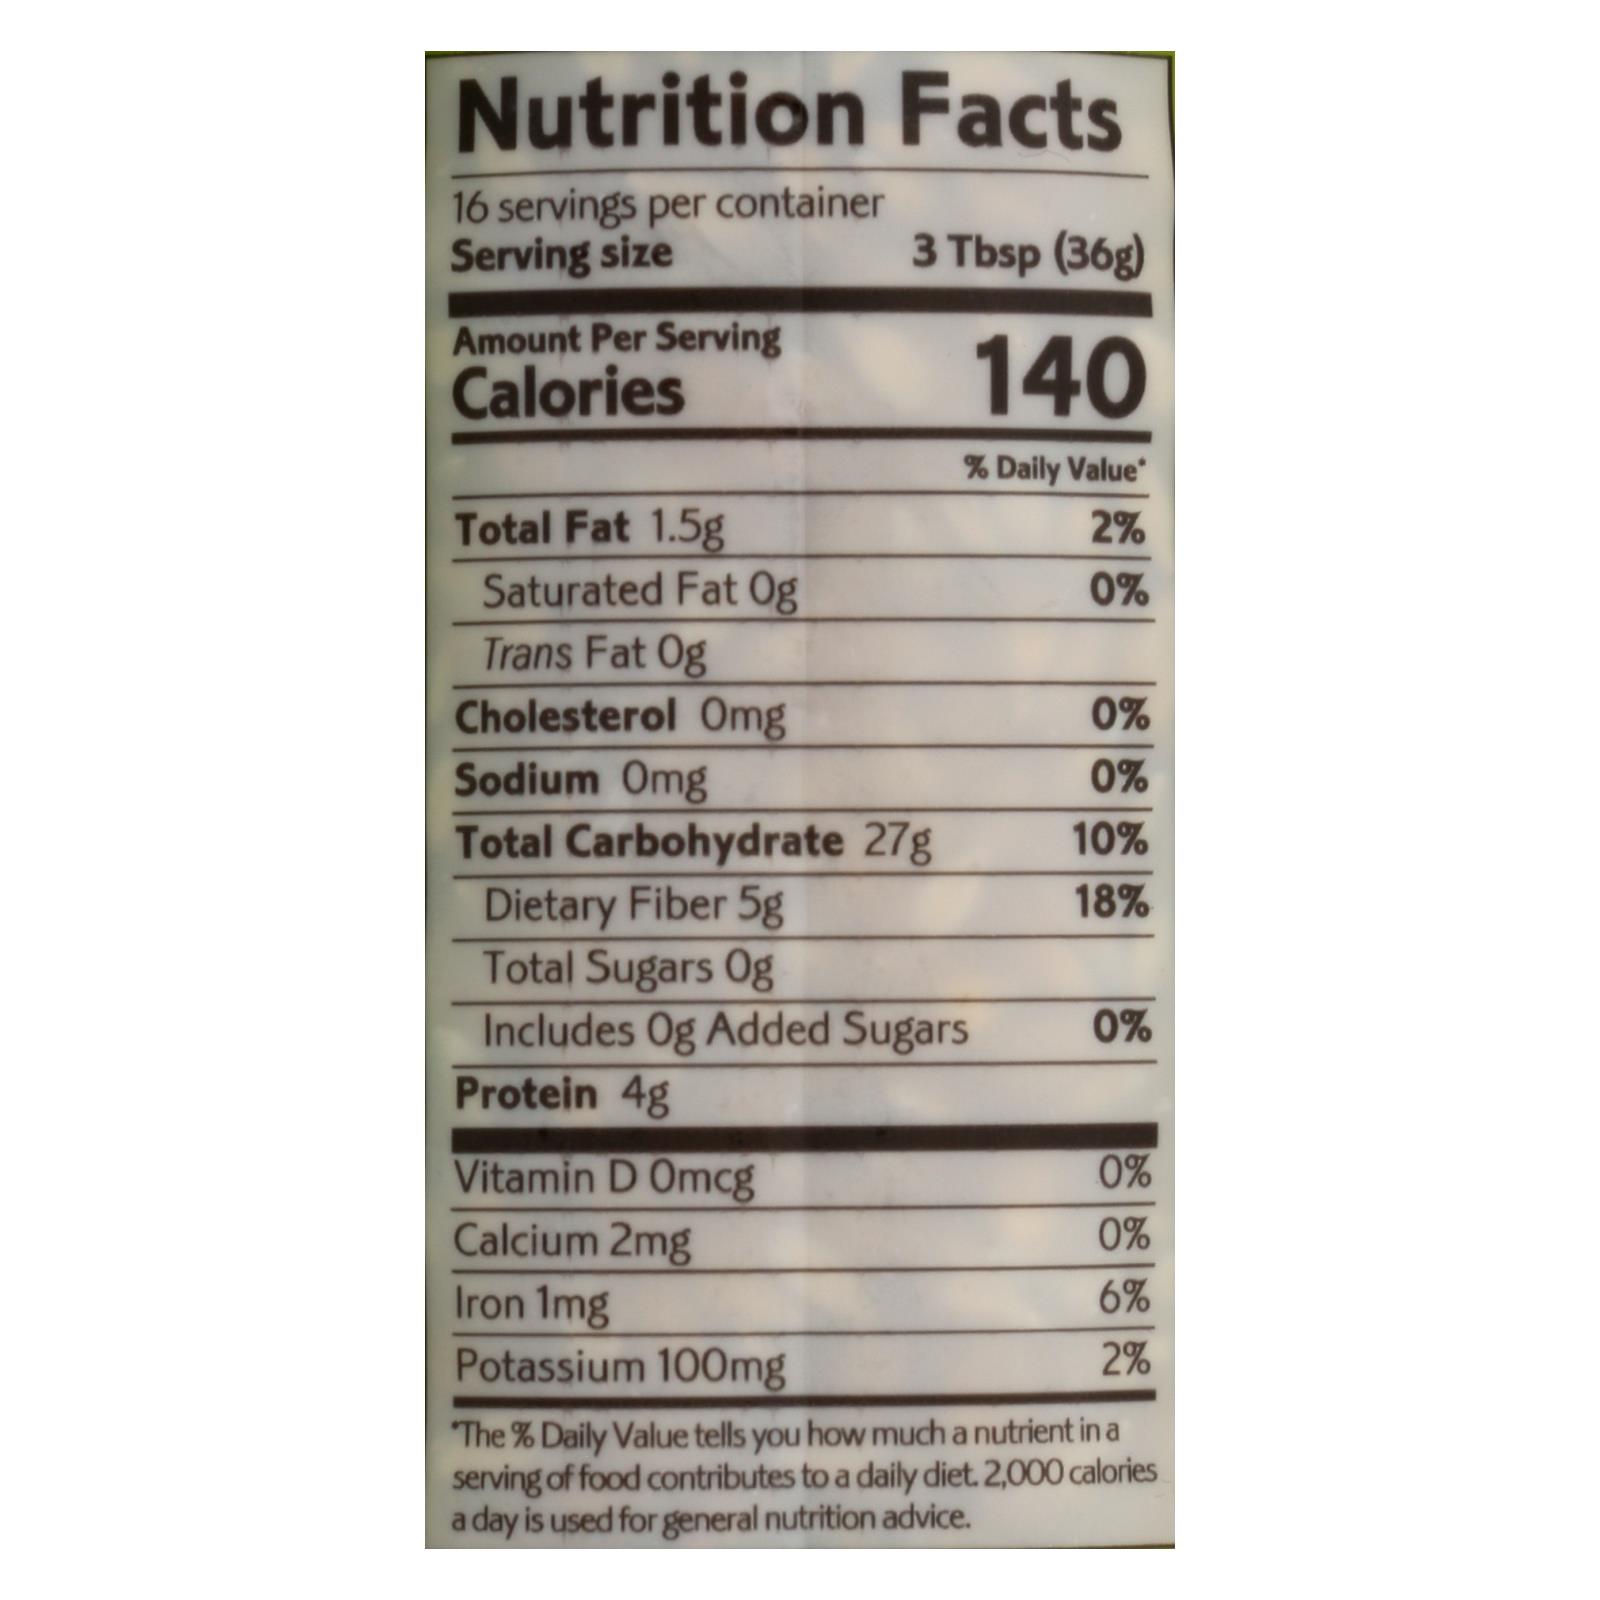 Nutrition Facts
16 servings per container
Serving size 3 Tbsp (36g)
Amount Per Serving
Calories 140
% Daily Value*
Total Fat 1.5g 2%
Saturated Fat 0g 0%
Trans Fat 0g
Cholesterol 0mg 0%
Sodium 0mg 0%
Total Carbohydrate 27g 10%
Dietary Fiber 5g 18%
Total Sugars 0g
Includes 0g Added Sugars 0%
Protein 4g
Vitamin D 0mcg 0%
Calcium 2mg 0%
Iron 1mg 6%
Potassium 100mg 2%
*The % Daily Value tells you how much a nutrient in a
serving of food contributes to a daily diet. 2,000 calories
a day is used for general nutrition advice.